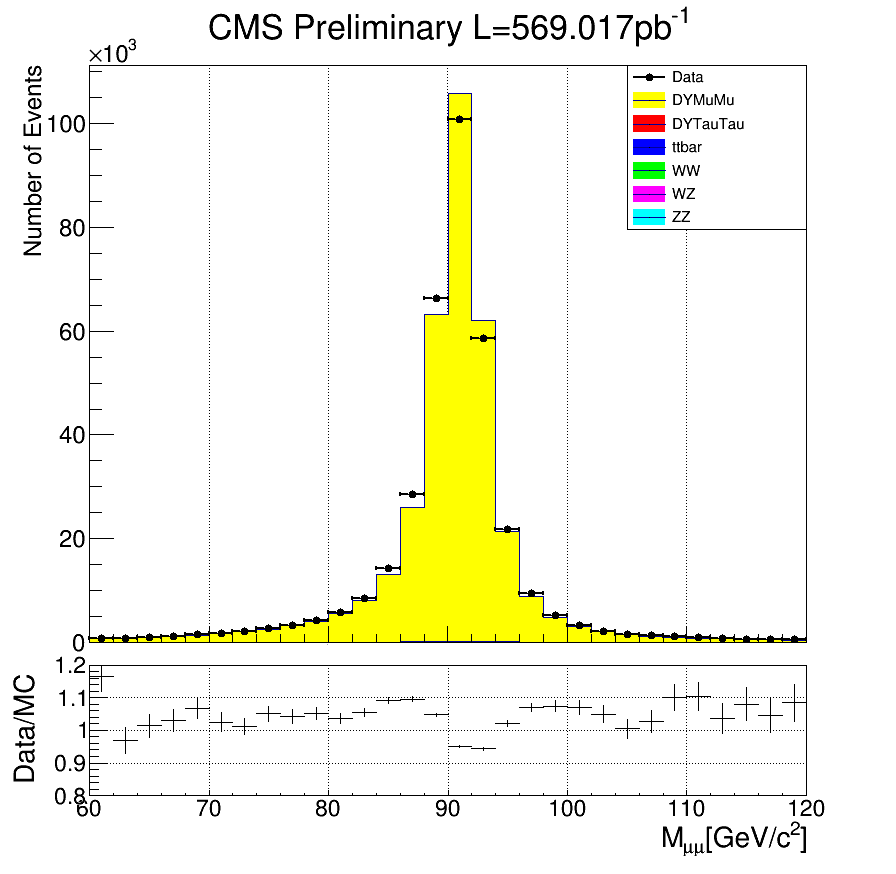 CMS Preliminary L=569.017pb⁻¹
×10³
Number of Events
100
80
60
40
20
0
Data
DYMuMu
DYTauTau
ttbar
WW
WZ
ZZ
Data/MC
1.2
1.1
1
0.9
0.8
60 70 80 90 100 110 120
Mμμ[GeV/c²]